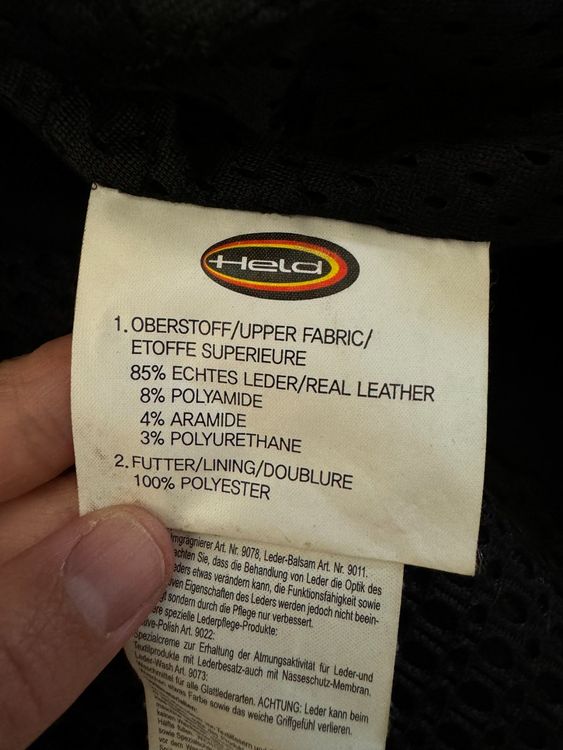 Held
1. OBERSTOFF/UPPER FABRIC/
ETOFFE SUPERIEURE
85% ECHTES LEDER/REAL LEATHER
8% POLYAMIDE
4% ARAMIDE
3% POLYURETHANE
2. FUTTER/LINING/DOUBLURE
100% POLYESTER
Art. Nr. 9078, Leder-Balsam Art. Nr. 9011.
Sie, dass die Behandlung von Leder die Optik des
etwas verändern kann, die Funktionsfähigkeit sowie
Eigenschaften des Leders werden jedoch nicht beein-
sondern durch die Pflege nur verbessert.
spezielle Lederpflege-Produkte:
Art. 9022:
Spezialcreme zur Erhaltung der Atmungsaktivität für Leder-und
Textilprodukte mit Lederbesatz-auch mit Nässeschutz-Membran.
Leder-Wash Art. 9073:
für alle Glattlederarten. ACHTUNG: Leder kann beim
etwas Farbe sowie das weiche Griffgefühl verlieren.